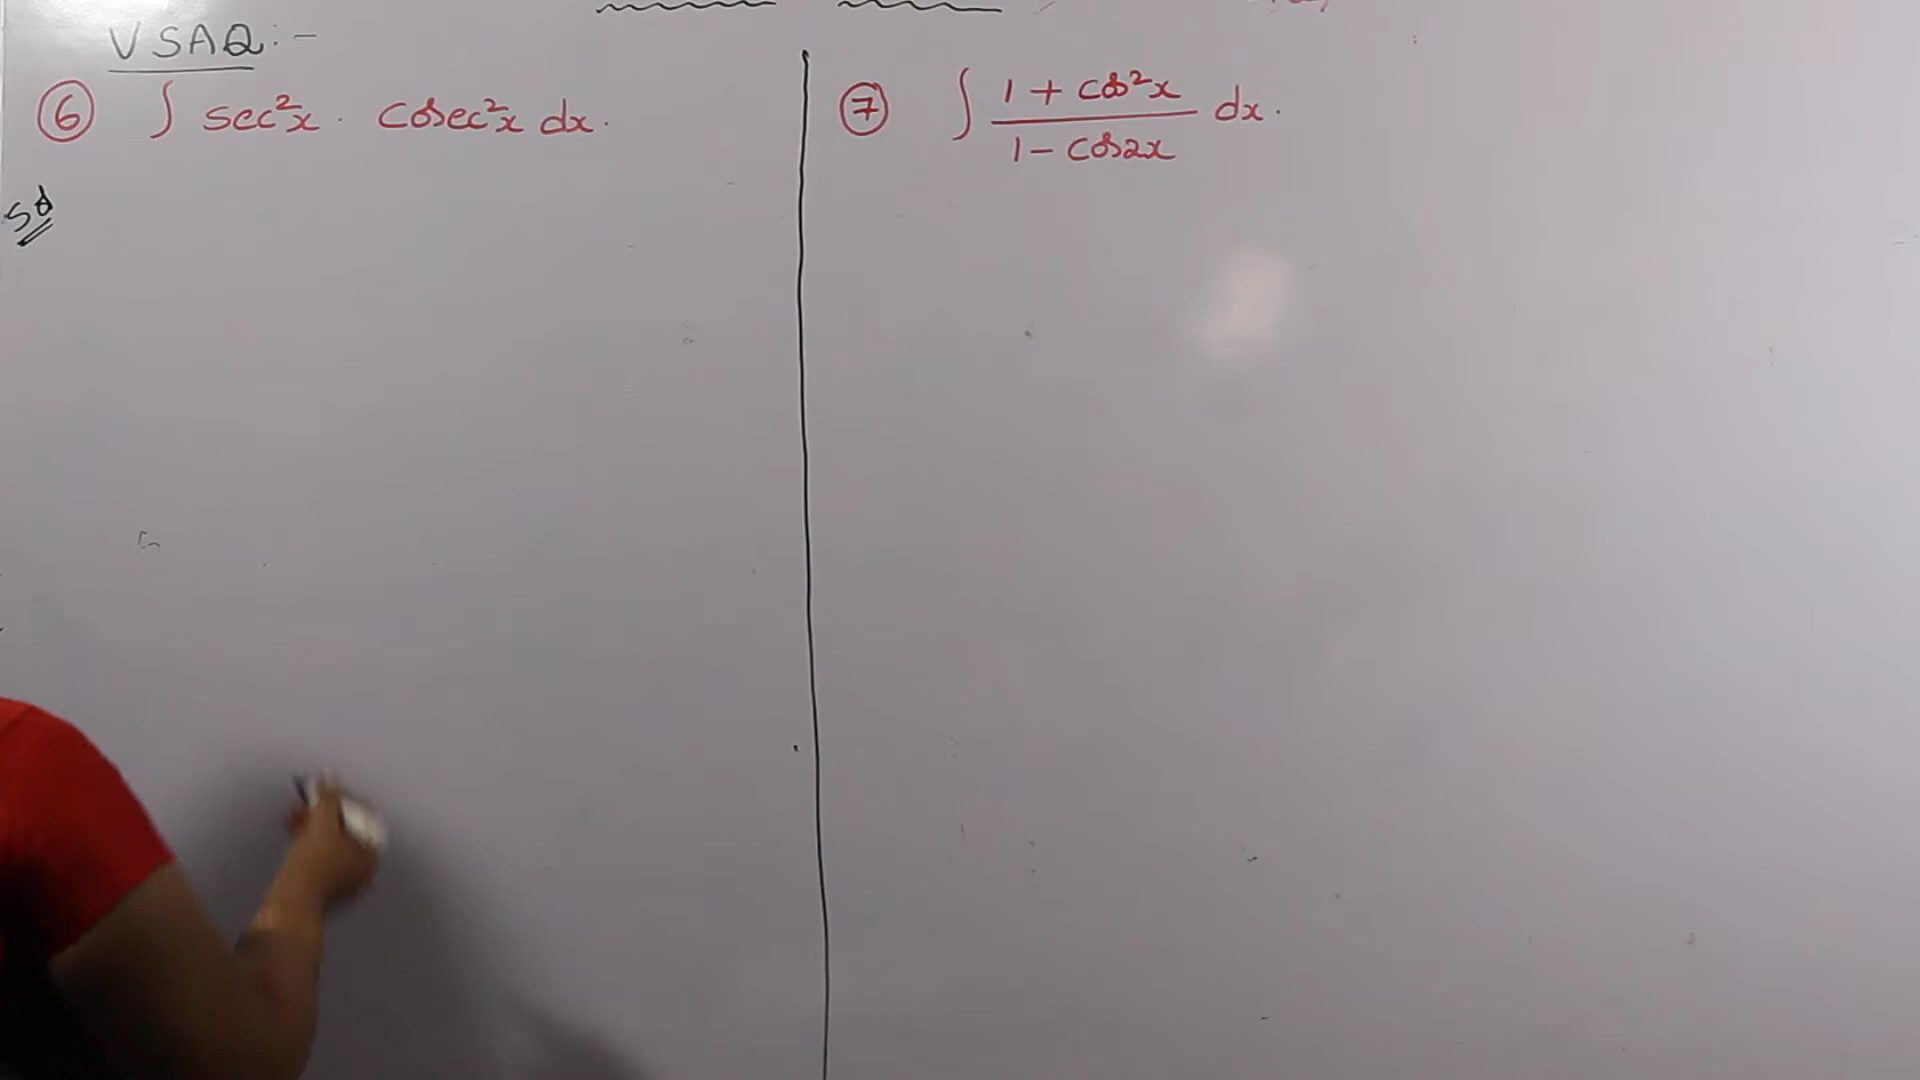 VSAQ:-
⑥ ∫ sec²x . cosec²x dx.
Sol
⑦ ∫ (1 + cos²x)/(1 - cos2x) dx.